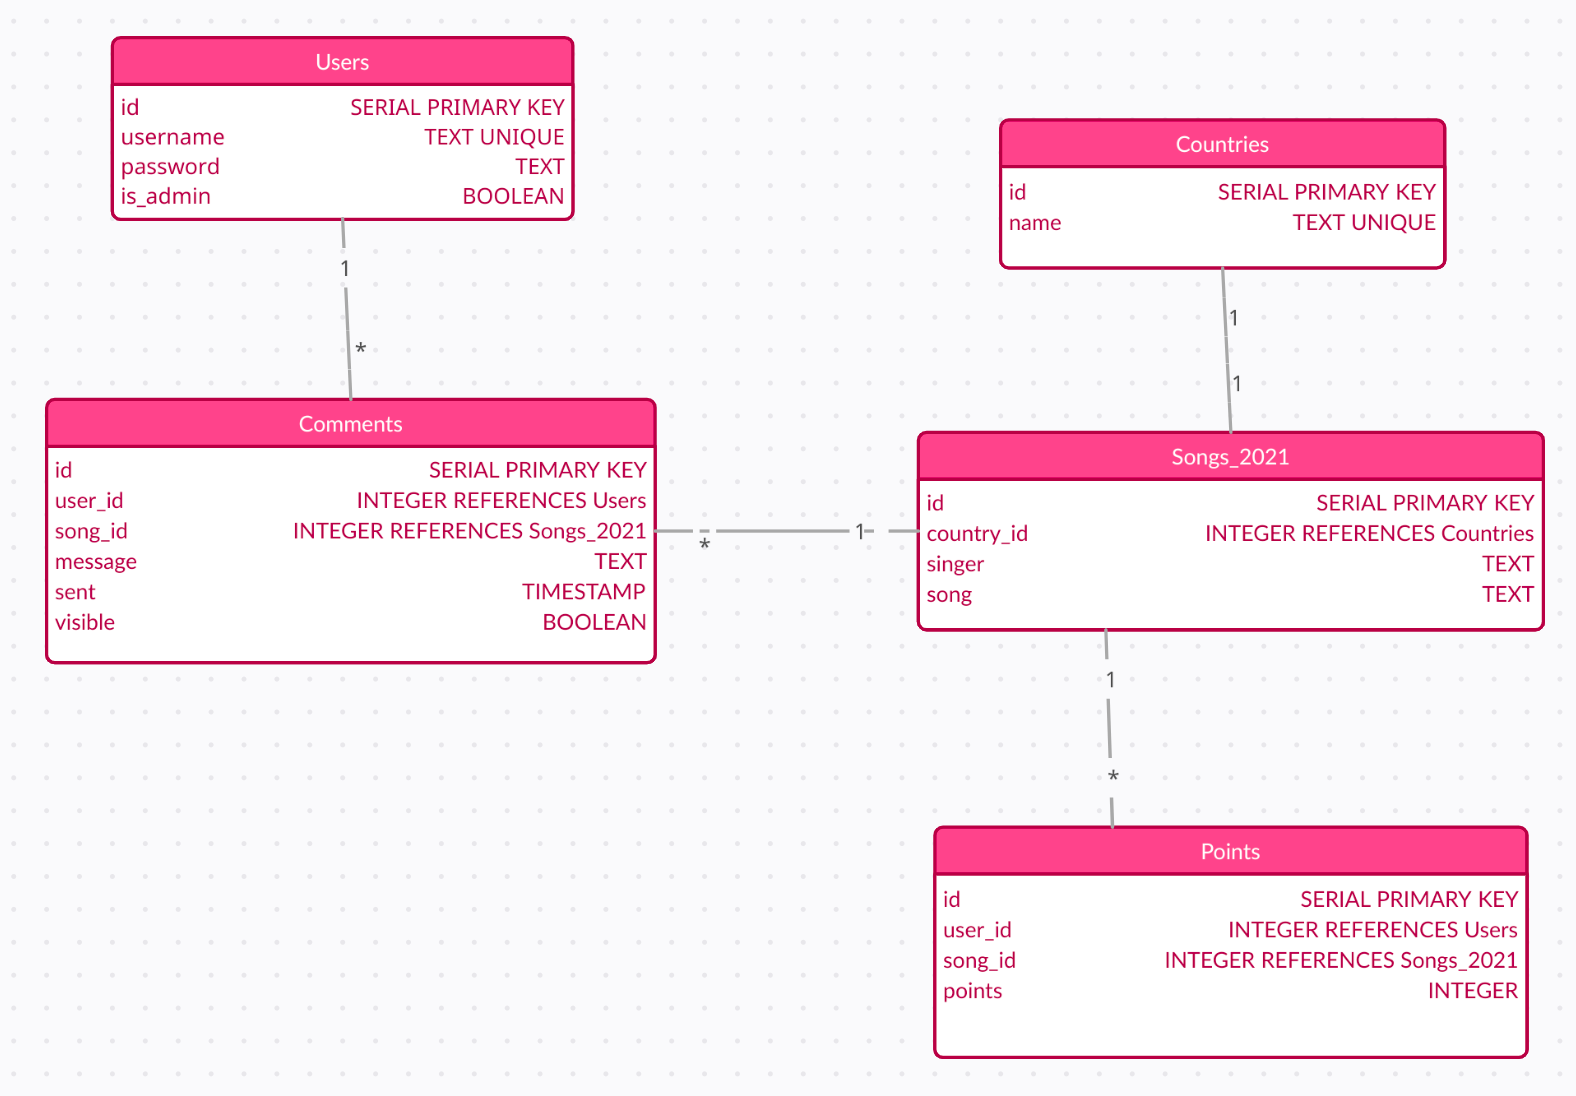 Users
id SERIAL PRIMARY KEY
username TEXT UNIQUE
password TEXT
is_admin BOOLEAN
1
*
Countries
id SERIAL PRIMARY KEY
name TEXT UNIQUE
1
1
Comments
id SERIAL PRIMARY KEY
user_id INTEGER REFERENCES Users
song_id INTEGER REFERENCES Songs_2021
message TEXT
sent TIMESTAMP
visible BOOLEAN
* 1
Songs_2021
id SERIAL PRIMARY KEY
country_id INTEGER REFERENCES Countries
singer TEXT
song TEXT
1
*
Points
id SERIAL PRIMARY KEY
user_id INTEGER REFERENCES Users
song_id INTEGER REFERENCES Songs_2021
points INTEGER